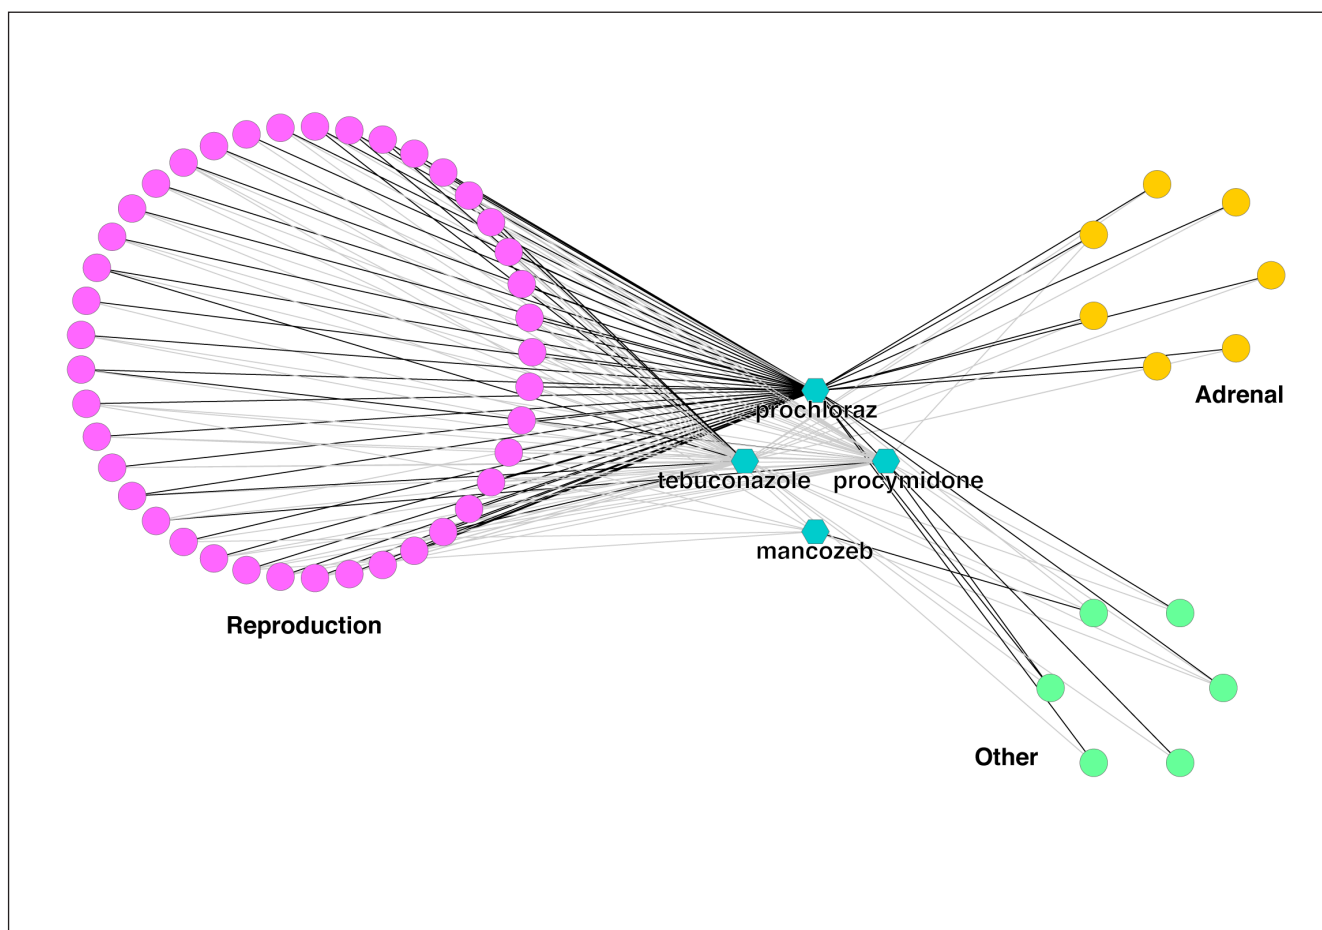 Adrenal
prochloraz
tebuconazole
procymidone
mancozeb
Reproduction
Other